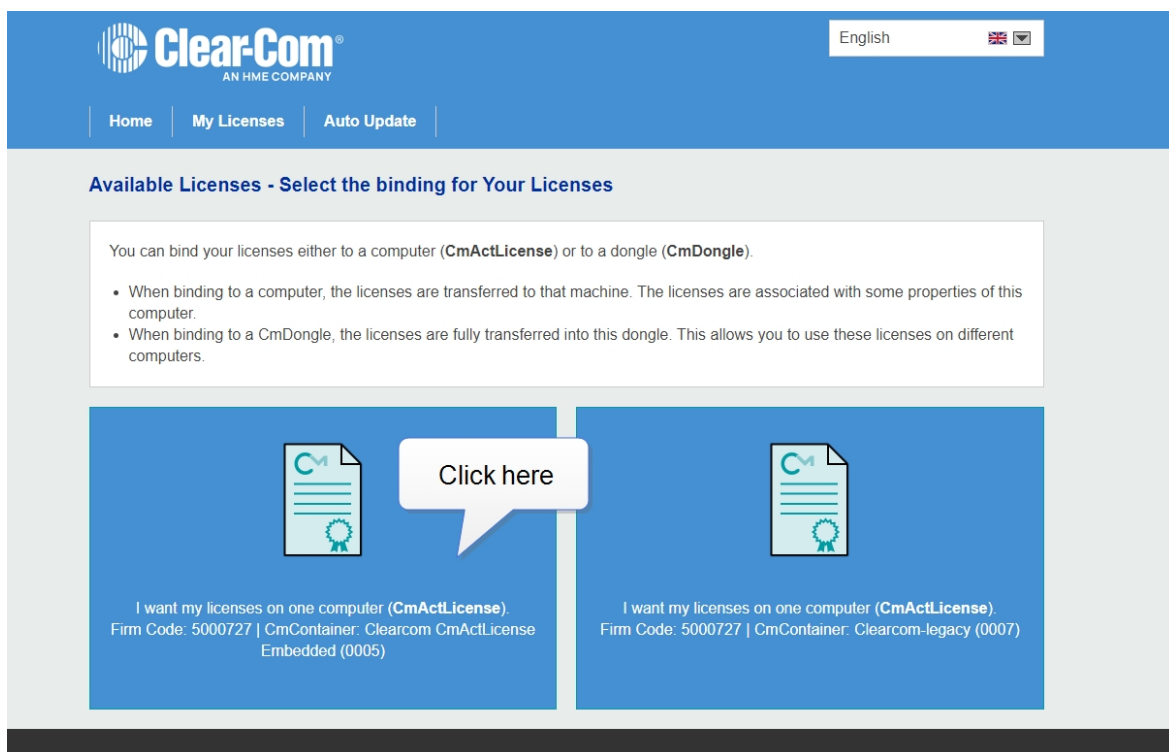 Clear-Com®
AN HME COMPANY
English
Home
My Licenses
Auto Update
Available Licenses - Select the binding for Your Licenses
You can bind your licenses either to a computer (CmActLicense) or to a dongle (CmDongle).
• When binding to a computer, the licenses are transferred to that machine. The licenses are associated with some properties of this
computer.
• When binding to a CmDongle, the licenses are fully transferred into this dongle. This allows you to use these licenses on different
computers.
CM
Click here
I want my licenses on one computer (CmActLicense).
Firm Code: 5000727 | CmContainer: Clearcom CmActLicense
Embedded (0005)
CM
I want my licenses on one computer (CmActLicense).
Firm Code: 5000727 | CmContainer: Clearcom-legacy (0007)